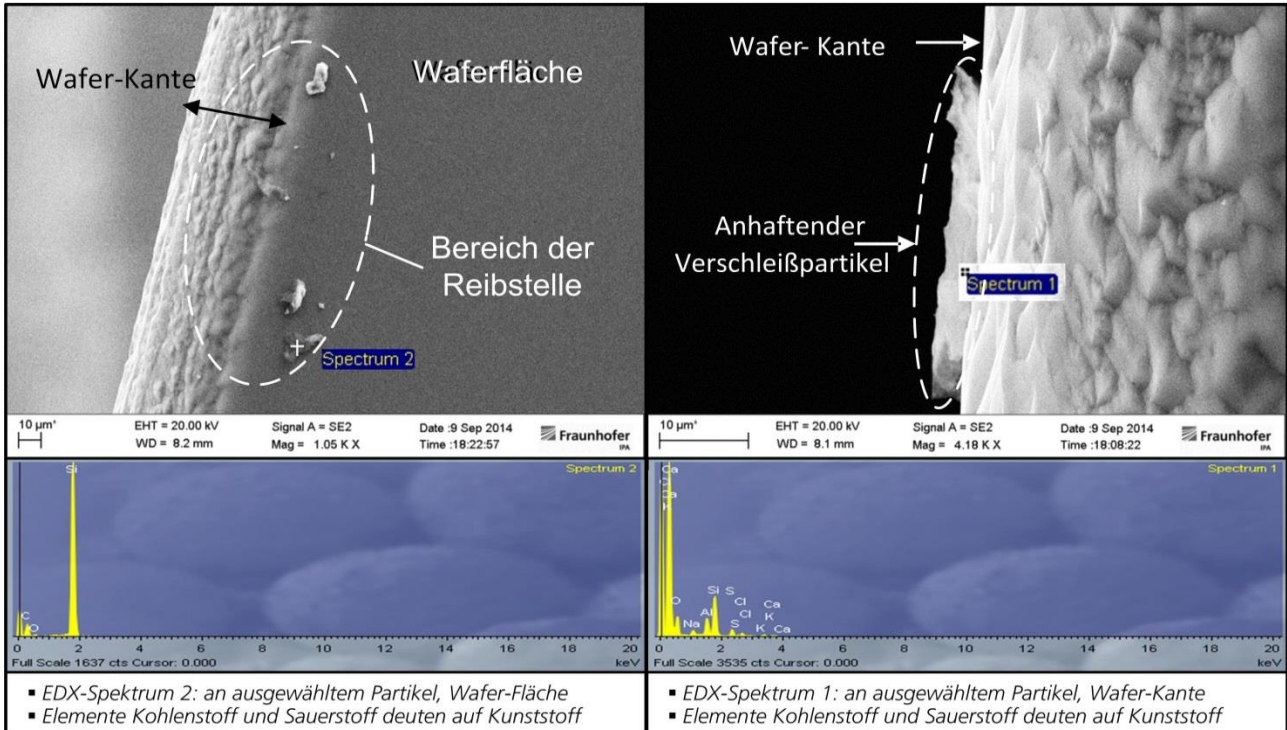 Wafer-Kante
Waferfläche
Bereich der
Reibstelle
Spectrum 2
10 µm*
EHT = 20.00 kV
WD = 8.2 mm
Signal A = SE2
Mag = 1.05 K X
Date :9 Sep 2014
Time :18:22:57
Fraunhofer
IPA
Wafer- Kante
Anhaftender
Verschleißpartikel
Spectrum 1
10 µm*
EHT = 20.00 kV
WD = 8.1 mm
Signal A = SE2
Mag = 4.18 K X
Date :9 Sep 2014
Time :18:08:22
Fraunhofer
IPA
Spectrum 2
Si
C
O
0 2 4 6 8 10 12 14 16 18 20
Full Scale 1637 cts Cursor: 0.000
keV
Spectrum 1
Ca
C
Ca
K
O
Na
Al
Si
S
S
Cl
Cl
K
Ca
K
Ca
0 2 4 6 8 10 12 14 16 18 20
Full Scale 3535 cts Cursor: 0.000
keV
▪ EDX-Spektrum 2: an ausgewähltem Partikel, Wafer-Fläche
▪ Elemente Kohlenstoff und Sauerstoff deuten auf Kunststoff
▪ EDX-Spektrum 1: an ausgewähltem Partikel, Wafer-Kante
▪ Elemente Kohlenstoff und Sauerstoff deuten auf Kunststoff